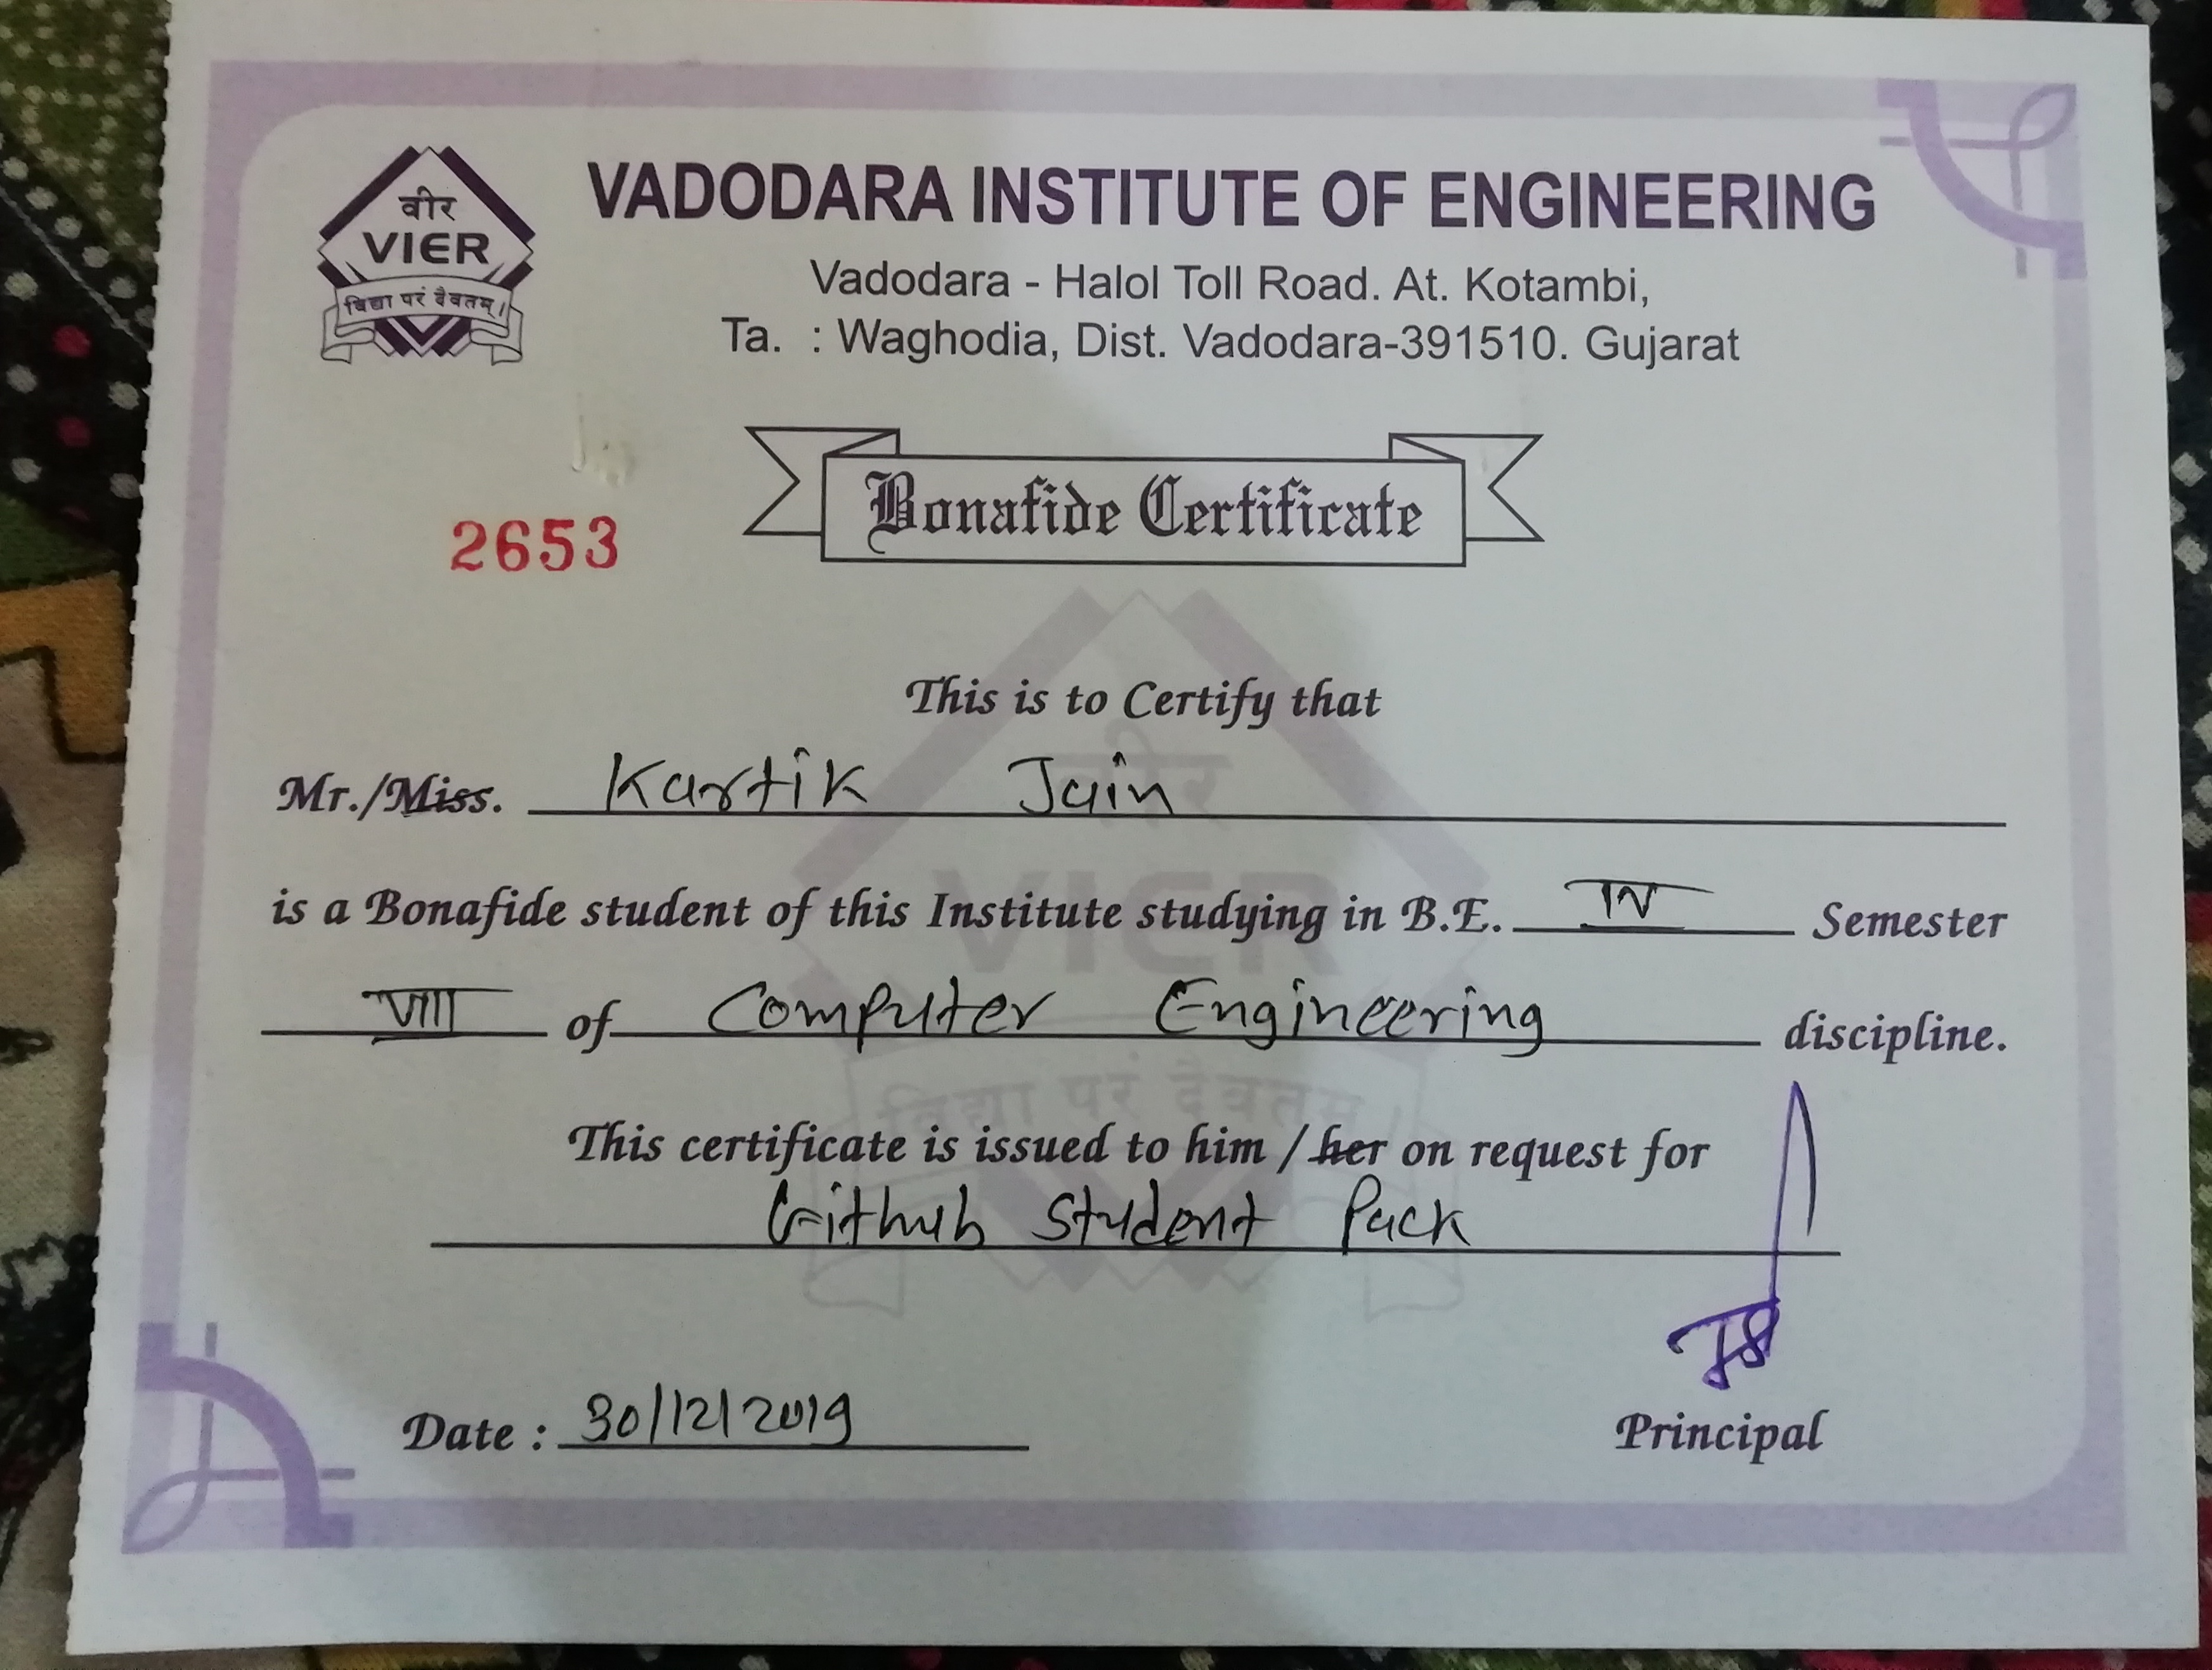 वीर
VIER
विद्या परं दैवतम्।
VADODARA INSTITUTE OF ENGINEERING
Vadodara - Halol Toll Road. At. Kotambi,
Ta. : Waghodia, Dist. Vadodara-391510. Gujarat
Bonafide Certificate
2653
This is to Certify that
Mr./Miss. Kartik Jain
is a Bonafide student of this Institute studying in B.E. IV Semester
VIII of Computer Engineering discipline.
This certificate is issued to him / her on request for
Github Student Pack
Date : 30/12/2019
Principal
वीर
VIER
विद्या परं दैवतम्।